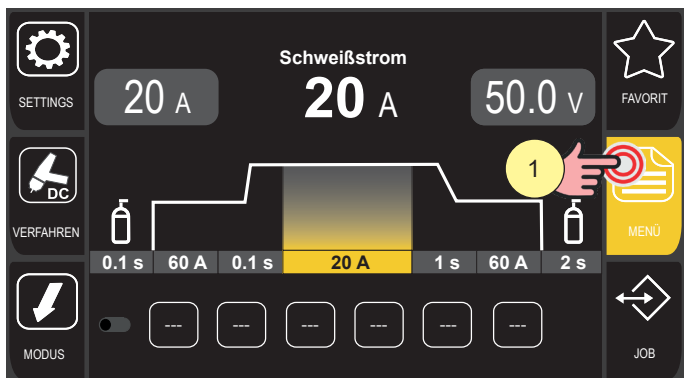 Schweißstrom
20 A
20 A
50.0 V
SETTINGS
FAVORIT
1
DC
VERFAHREN
MENÜ
0.1 s 60 A 0.1 s 20 A 1 s 60 A 2 s
--- --- --- --- --- ---
MODUS
JOB